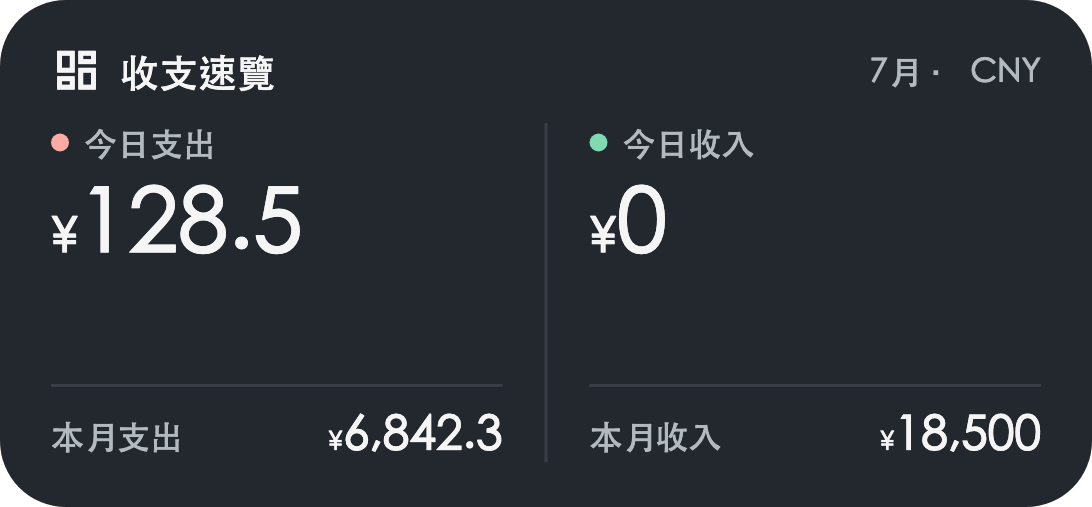 收支速覽
7月 · CNY
今日支出
¥128.5
今日收入
¥0
本月支出 ¥6,842.3
本月收入 ¥18,500